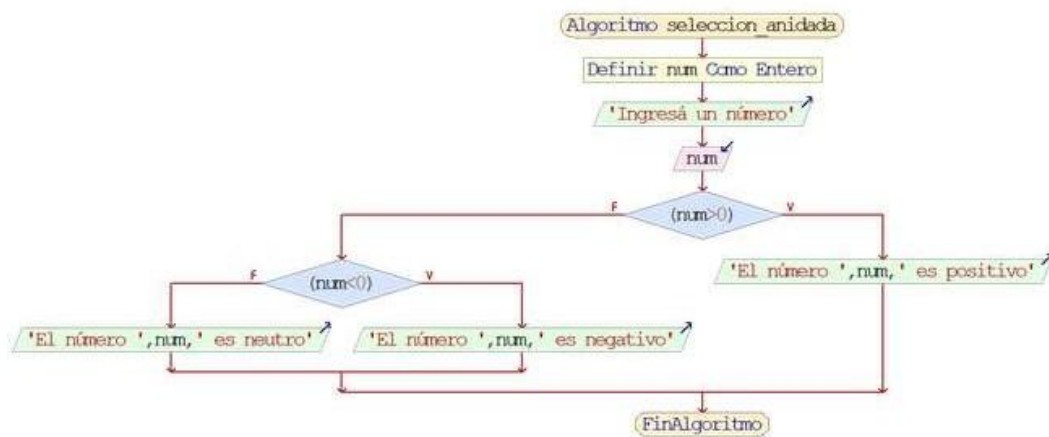 Algoritmo seleccion_anidada
Definir num Como Entero
'Ingresá un número'
num
F
(num>0)
V
F
(num<0)
V
'El número ',num,' es positivo'
'El número ',num,' es neutro'
'El número ',num,' es negativo'
FinAlgoritmo